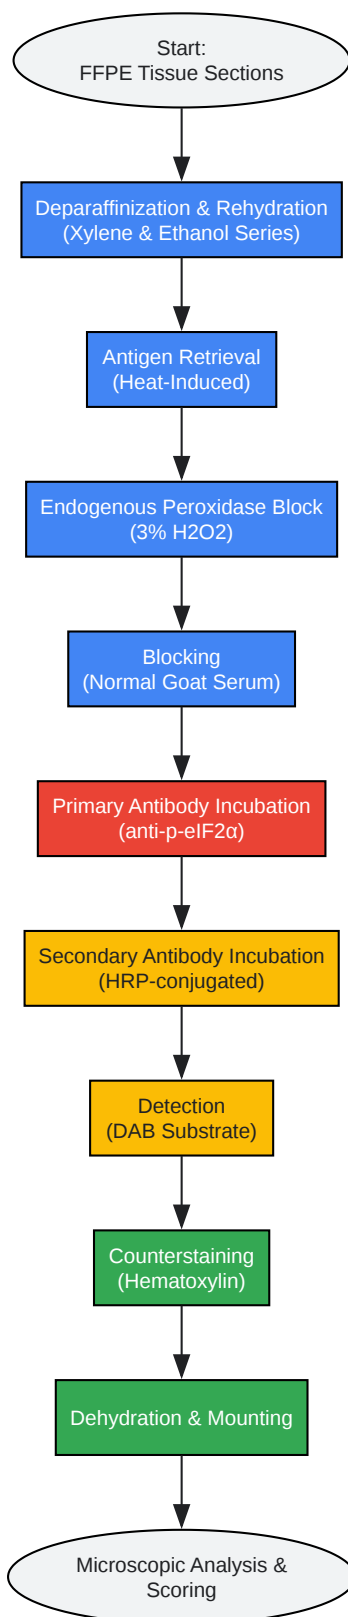 Start:
FFPE Tissue Sections
Deparaffinization & Rehydration
(Xylene & Ethanol Series)
Antigen Retrieval
(Heat-Induced)
Endogenous Peroxidase Block
(3% H2O2)
Blocking
(Normal Goat Serum)
Primary Antibody Incubation
(anti-p-eIF2α)
Secondary Antibody Incubation
(HRP-conjugated)
Detection
(DAB Substrate)
Counterstaining
(Hematoxylin)
Dehydration & Mounting
Microscopic Analysis &
Scoring